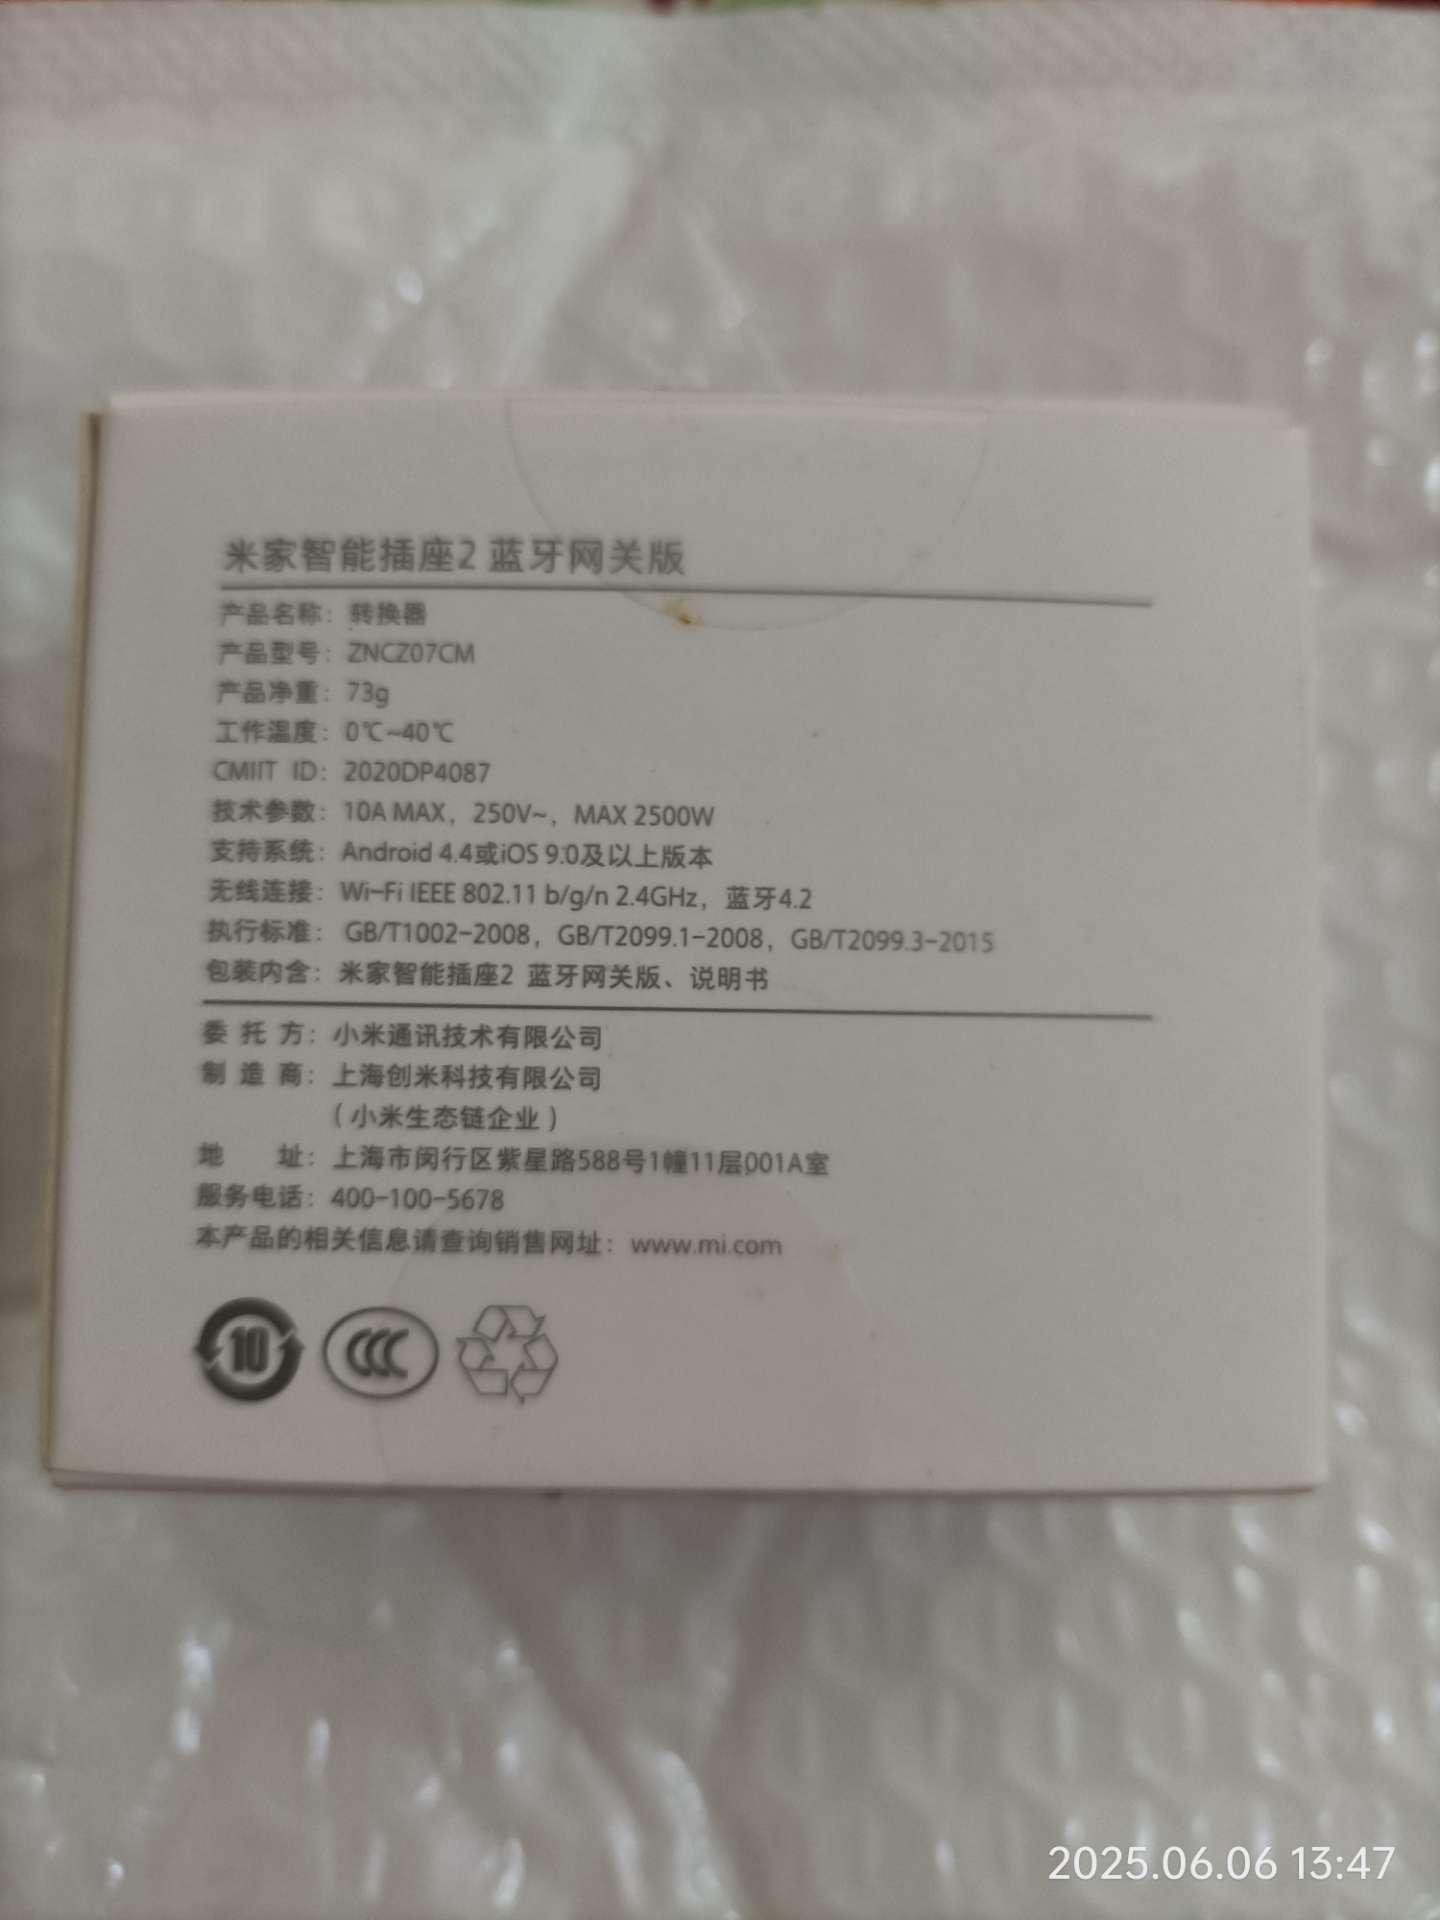 米家智能插座2 蓝牙网关版
产品名称：转换器
产品型号：ZNCZ07CM
产品净重：73g
工作温度：0℃~40℃
CMIIT ID：2020DP4087
技术参数：10A MAX，250V~，MAX 2500W
支持系统：Android 4.4或iOS 9.0及以上版本
无线连接：Wi-Fi IEEE 802.11 b/g/n 2.4GHz，蓝牙4.2
执行标准：GB/T1002-2008，GB/T2099.1-2008，GB/T2099.3-2015
包装内含：米家智能插座2 蓝牙网关版、说明书
委 托 方：小米通讯技术有限公司
制 造 商：上海创米科技有限公司
（小米生态链企业）
地 址：上海市闵行区紫星路588号1幢11层001A室
服务电话：400-100-5678
本产品的相关信息请查询销售网址：www.mi.com
10 CCC
2025.06.06 13:47